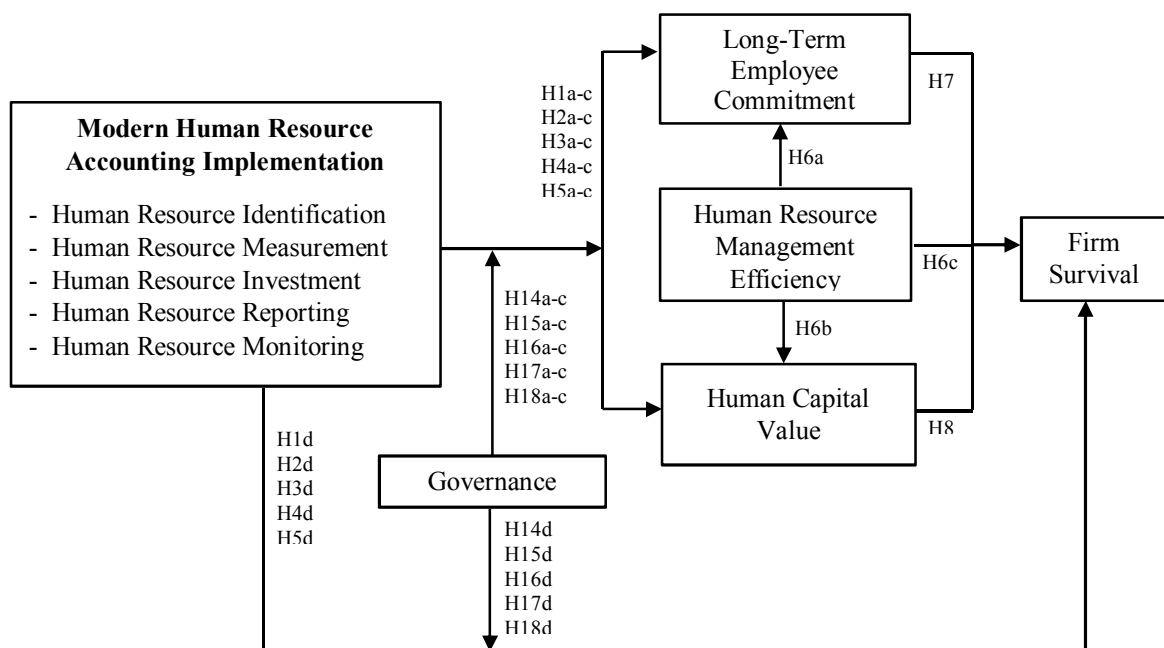 Modern Human Resource
Accounting Implementation
- Human Resource Identification
- Human Resource Measurement
- Human Resource Investment
- Human Resource Reporting
- Human Resource Monitoring
H1a-c
H2a-c
H3a-c
H4a-c
H5a-c
H14a-c
H15a-c
H16a-c
H17a-c
H18a-c
H1d
H2d
H3d
H4d
H5d
Governance
H14d
H15d
H16d
H17d
H18d
Long-Term
Employee
Commitment
H7
H6a
Human Resource
Management
Efficiency
H6c
H6b
Human Capital
Value
H8
Firm
Survival